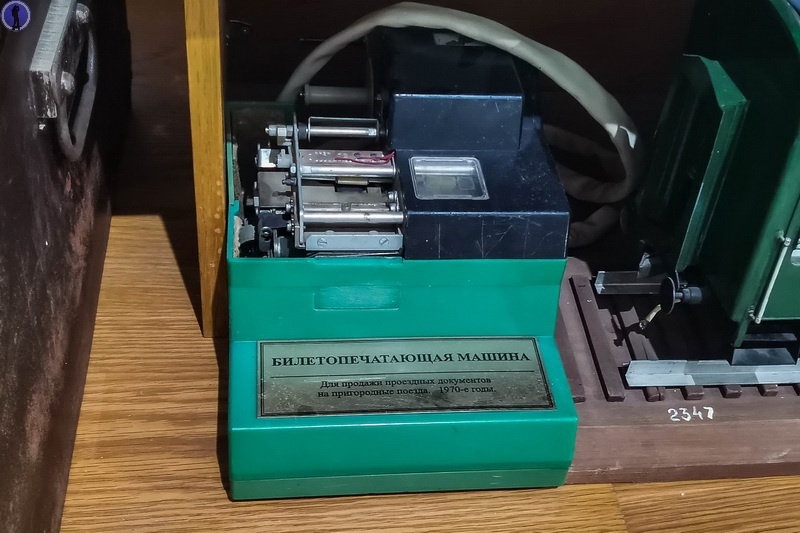 БИЛЕТОПЕЧАТАЮЩАЯ МАШИНА
Для продажи проездных документов
на пригородные поезда. 1970-е годы.
2347